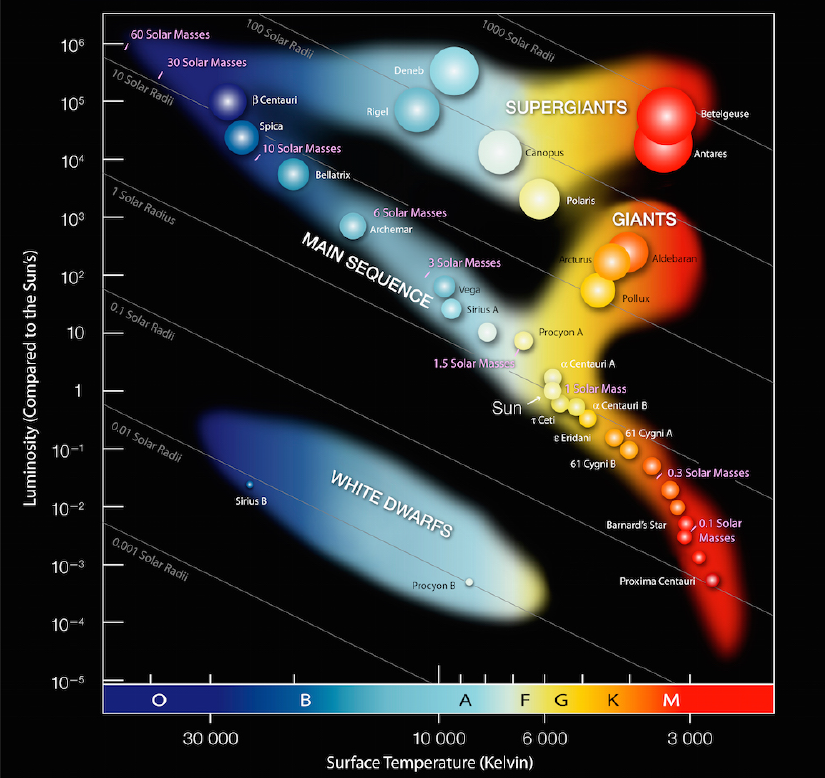 60 Solar Masses
100 Solar Radii
1000 Solar Radii
10⁶
30 Solar Masses
Deneb
10 Solar Radii
10⁵
β Centauri
Rigel
SUPERGIANTS
Betelgeuse
Spica
10 Solar Masses
Canopus
Antares
10⁴
Bellatrix
1 Solar Radius
Polaris
10³
6 Solar Masses
Archemar
GIANTS
MAIN SEQUENCE
3 Solar Masses
Arcturus
Aldebaran
10²
Vega
Pollux
0.1 Solar Radii
Sirius A
10
Procyon A
1.5 Solar Masses
α Centauri A
1
1 Solar Mass
Sun
α Centauri B
τ Ceti
0.01 Solar Radii
ε Eridani
61 Cygni A
10⁻¹
61 Cygni B
0.3 Solar Masses
WHITE DWARFS
Sirius B
10⁻²
Barnard's Star
0.1 Solar
Masses
0.001 Solar Radii
10⁻³
Procyon B
Proxima Centauri
10⁻⁴
10⁻⁵
Luminosity (Compared to the Sun's)
O B A F G K M
30 000 10 000 6 000 3 000
Surface Temperature (Kelvin)